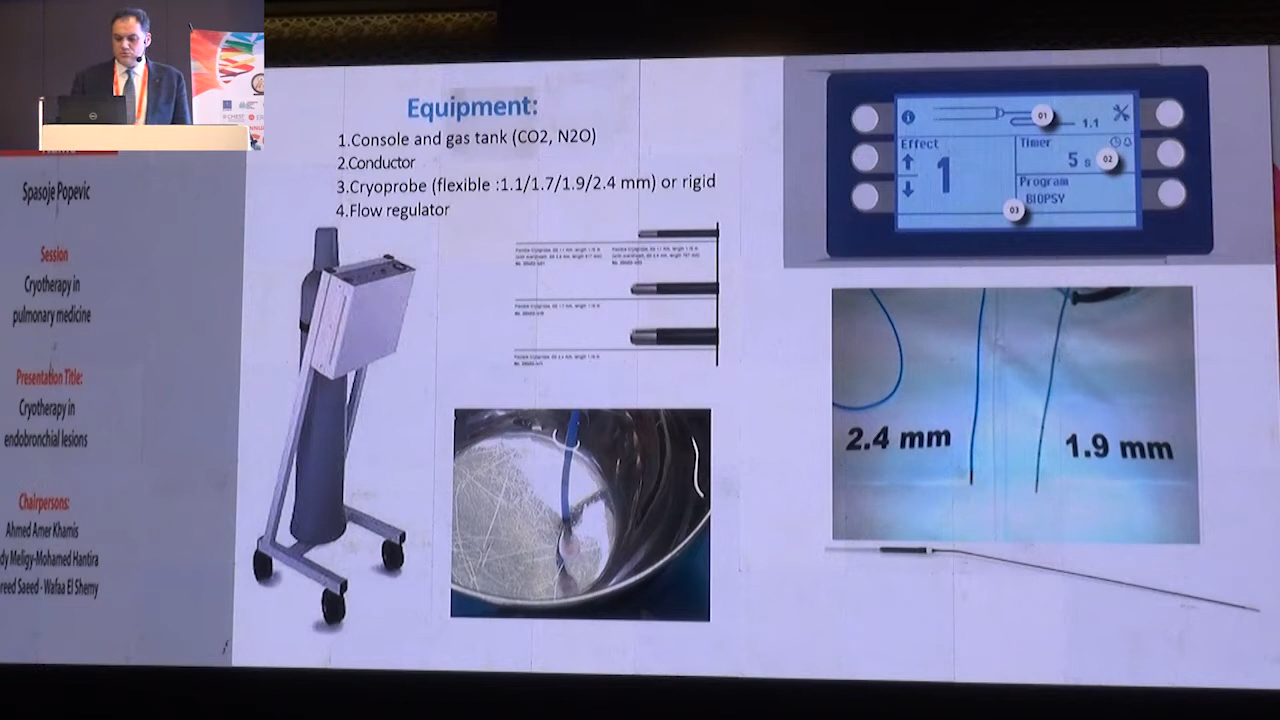 Spasoje Popevic
Session
Cryotherapy in
pulmonary medicine
Presentation Title:
Cryotherapy in
endobronchial lesions
Chairpersons:
Ahmed Amer Khamis
Meligy-Mohamed Hantira
Saeed - Wafaa El Shemy
Equipment:
1.Console and gas tank (CO2, N2O)
2.Conductor
3.Cryoprobe (flexible :1.1/1.7/1.9/2.4 mm) or rigid
4.Flow regulator
01
1.1
Effect
1
Timer
5 s
02
Program
BIOPSY
03
2.4 mm
1.9 mm